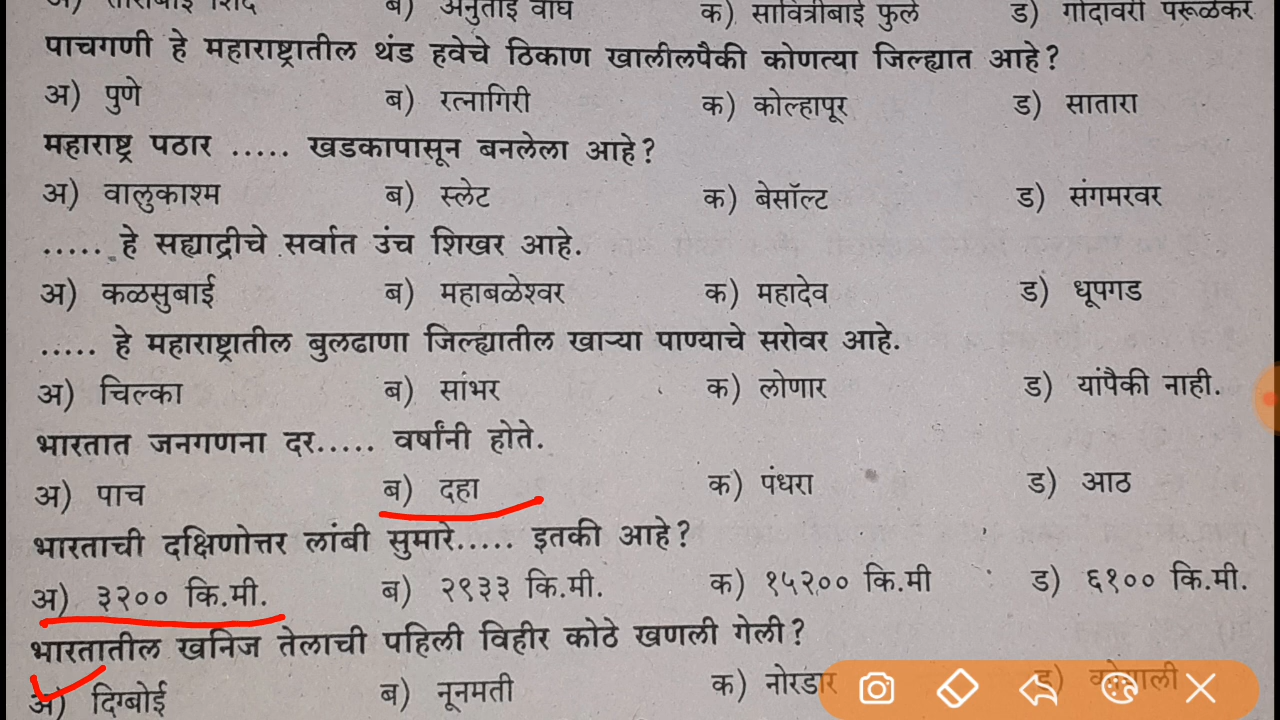 अ) ताराबाई शिंदे ब) अनुताई वाघ क) सावित्रीबाई फुले ड) गोदावरी परूळेकर
पाचगणी हे महाराष्ट्रातील थंड हवेचे ठिकाण खालीलपैकी कोणत्या जिल्ह्यात आहे?
अ) पुणे ब) रत्नागिरी क) कोल्हापूर ड) सातारा
महाराष्ट्र पठार ..... खडकापासून बनलेला आहे?
अ) वालुकाश्म ब) स्लेट क) बेसॉल्ट ड) संगमरवर
..... हे सह्याद्रीचे सर्वात उंच शिखर आहे.
अ) कळसुबाई ब) महाबळेश्वर क) महादेव ड) धूपगड
..... हे महाराष्ट्रातील बुलढाणा जिल्ह्यातील खाऱ्या पाण्याचे सरोवर आहे.
अ) चिल्का ब) सांभर क) लोणार ड) यांपैकी नाही.
भारतात जनगणना दर..... वर्षांनी होते.
अ) पाच ब) दहा क) पंधरा ड) आठ
भारताची दक्षिणोत्तर लांबी सुमारे..... इतकी आहे?
अ) ३२०० कि.मी. ब) २९३३ कि.मी. क) १५२०० कि.मी ड) ६१०० कि.मी.
भारतातील खनिज तेलाची पहिली विहीर कोठे खणली गेली?
अ) दिग्बोई ब) नूनमती क) नोरडार ड)